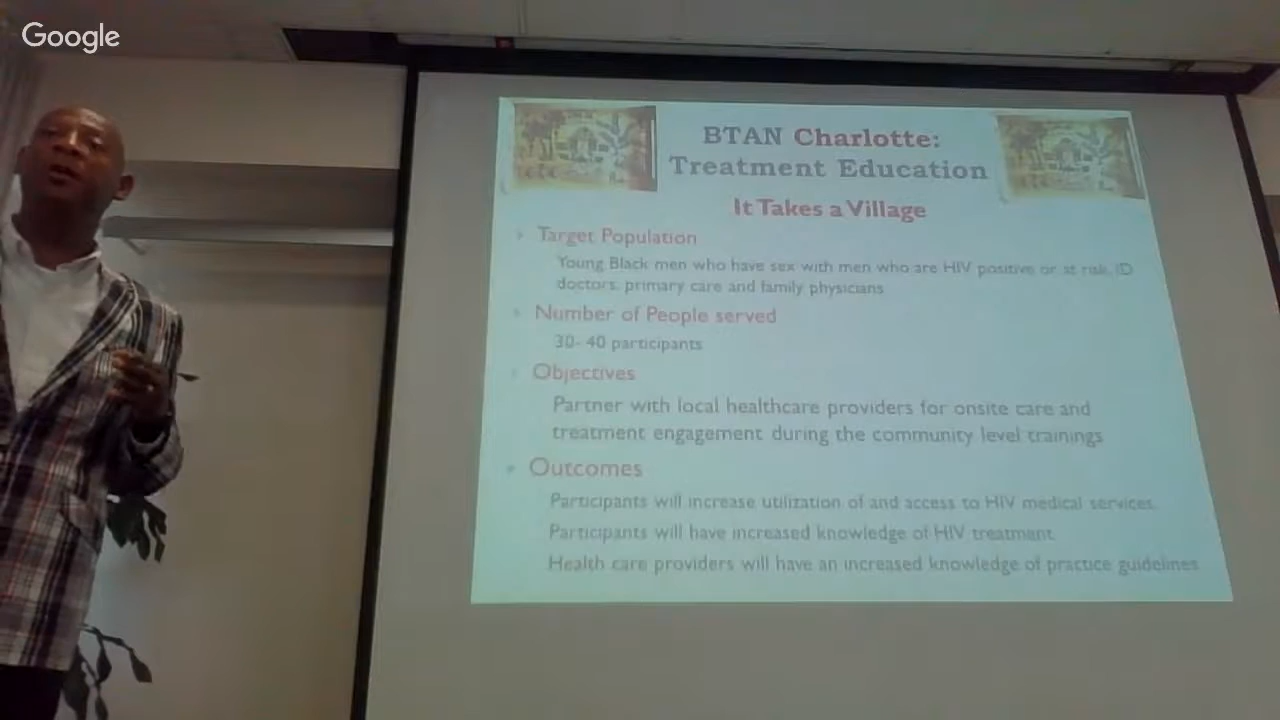 Google
BTAN Charlotte:
Treatment Education
It Takes a Village
Target Population
Young Black men who have sex with men who are HIV positive or at risk, ID
doctors, primary care and family physicians
Number of People served
30- 40 participants
Objectives
Partner with local healthcare providers for onsite care and
treatment engagement during the community level trainings
Outcomes
Participants will increase utilization of and access to HIV medical services.
Participants will have increased knowledge of HIV treatment.
Health care providers will have an increased knowledge of practice guidelines